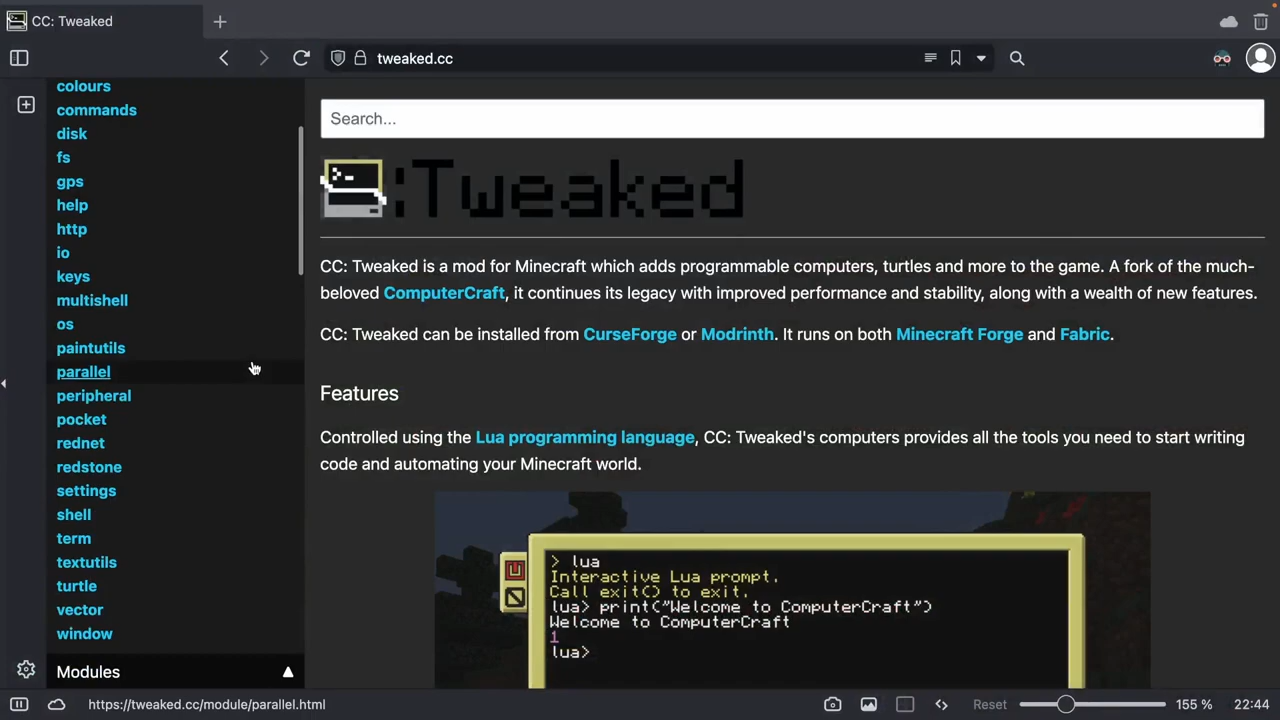 CC: Tweaked
tweaked.cc
colours
commands
disk
fs
gps
help
http
io
keys
multishell
os
paintutils
parallel
peripheral
pocket
rednet
redstone
settings
shell
term
textutils
turtle
vector
window
Modules
Search...
:Tweaked
CC: Tweaked is a mod for Minecraft which adds programmable computers, turtles and more to the game. A fork of the much-
beloved ComputerCraft, it continues its legacy with improved performance and stability, along with a wealth of new features.
CC: Tweaked can be installed from CurseForge or Modrinth. It runs on both Minecraft Forge and Fabric.
Features
Controlled using the Lua programming language, CC: Tweaked's computers provides all the tools you need to start writing
code and automating your Minecraft world.
> lua
Interactive Lua prompt.
Call exit() to exit.
lua> print("Welcome to ComputerCraft")
Welcome to ComputerCraft
1
lua>
https://tweaked.cc/module/parallel.html
Reset
155 %
22:44